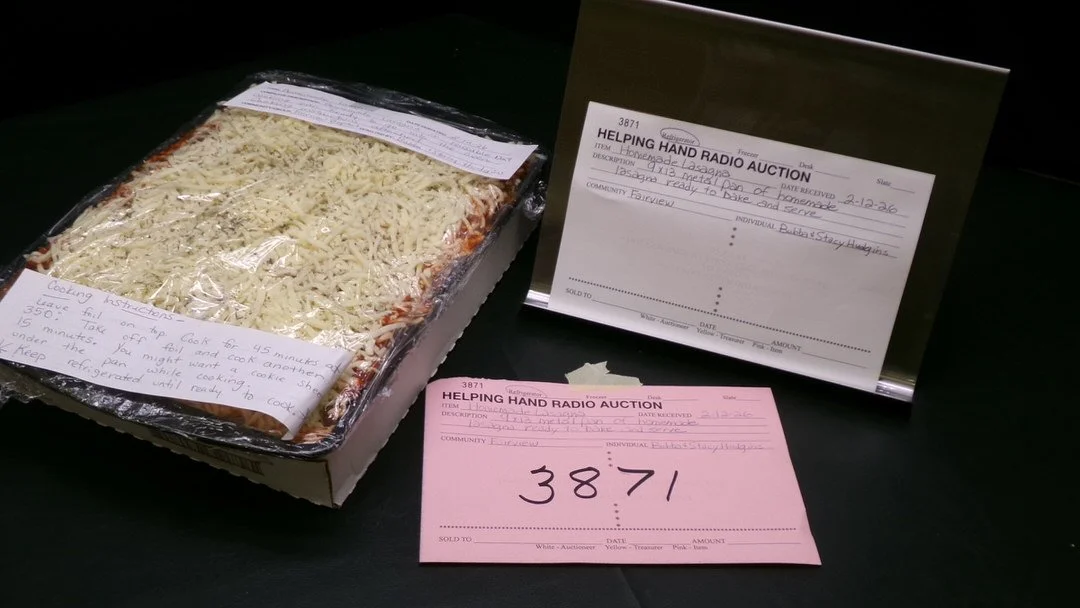 Cooking Instructions-
Leave foil on top Cook for 45 minutes at
350°. Take off foil and cook another
15 minutes. You might want a cookie
under the pan while cooking.
Keep refrigerated until ready to cook.
3871
Refrigerator Freezer Desk Slate
HELPING HAND RADIO AUCTION
ITEM Homemade Lasagna DATE RECEIVED 2-12-26
DESCRIPTION 9x13 metal pan of homemade
lasagna ready to bake and serve
COMMUNITY Fairview INDIVIDUAL Bubba & Stacy Hudgins
SOLD TO DATE AMOUNT
White - Auctioneer Yellow - Treasurer Pink - Item
3871
Refrigerator Freezer Desk Slate
HELPING HAND RADIO AUCTION
ITEM Homemade Lasagna DATE RECEIVED 2-12-26
DESCRIPTION 9x13 metal pan of homemade
lasagna ready to bake and serve
COMMUNITY Fairview INDIVIDUAL Bubba & Stacy Hudgins
3871
SOLD TO DATE AMOUNT
White - Auctioneer Yellow - Treasurer Pink - Item